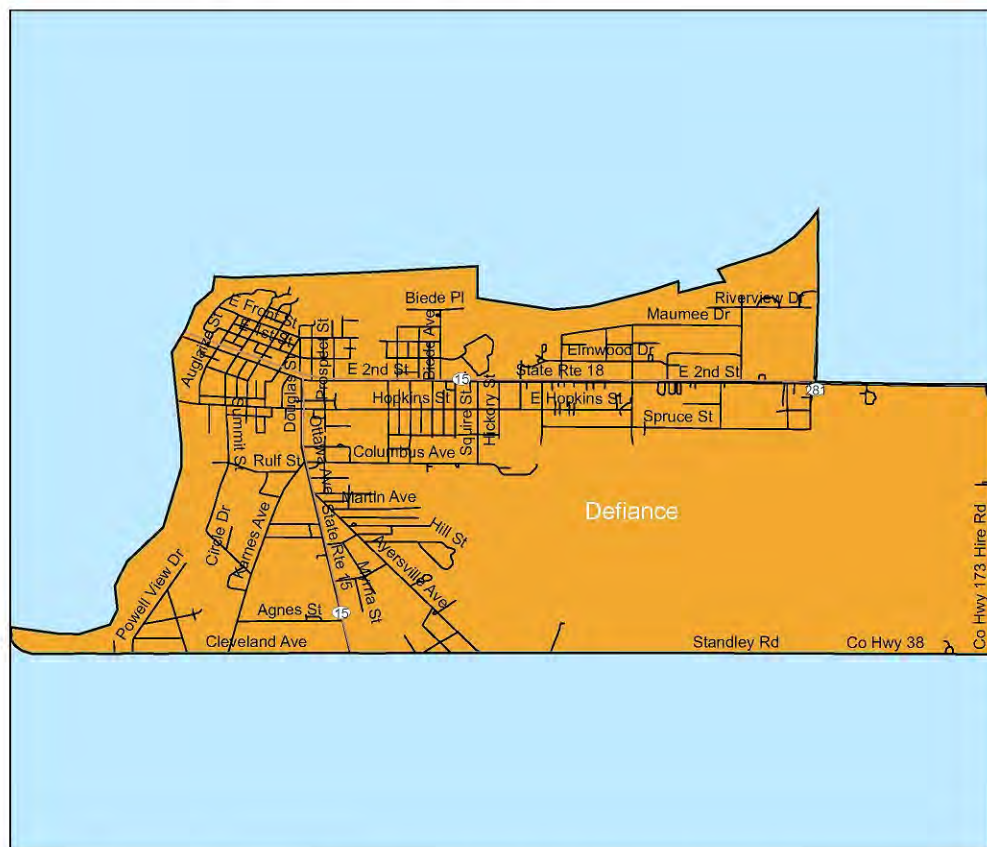 Biede Pl
Riverview Dr
E Front St
Maumee Dr
E 1st St
Auglaize St
Prospect St
Biede Ave
Elmwood Dr
E 2nd St
State Rte 18
E 2nd St
15
281
Douglas St
Hopkins St
Squire St
Hickory St
E Hopkins St
Spruce St
Summit St
Ottawa Ave
Columbus Ave
Rulf St
Martin Ave
Defiance
Circle Dr
Karnes Ave
State Rte 15
Hill St
Ayersville Ave
Myrna St
Powell View Dr
Agnes St
15
Cleveland Ave
Standley Rd
Co Hwy 38
Co Hwy 173 Hire Rd